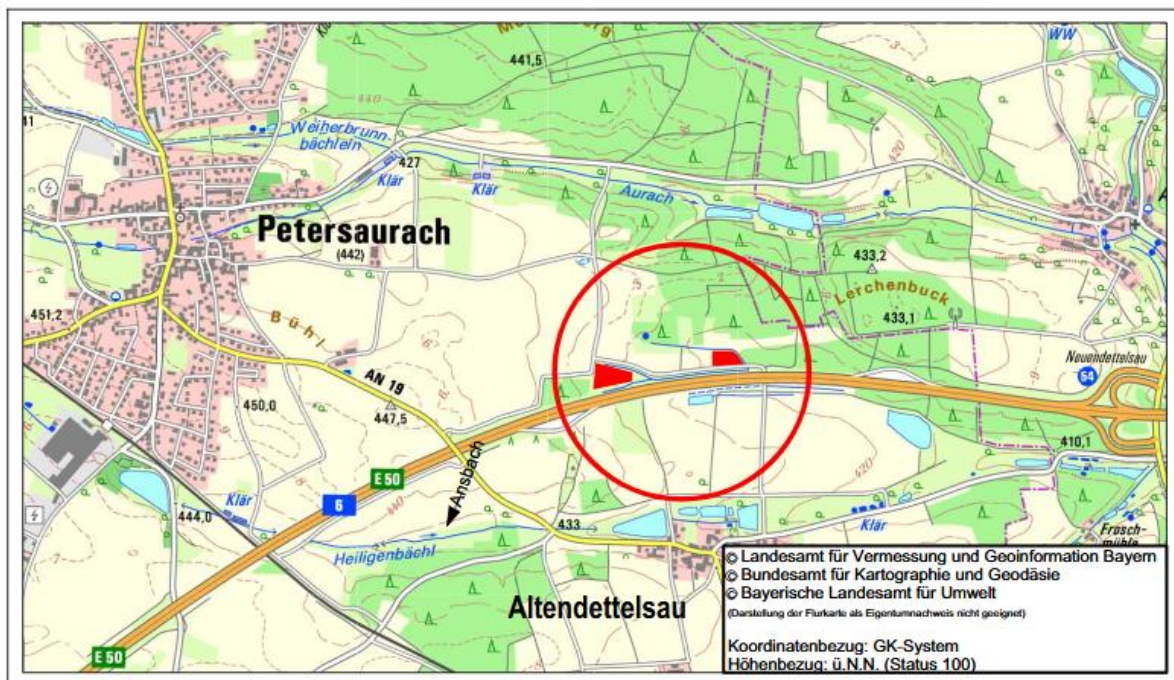 441,5
WW
Weiherbrunn-
bächlein
427
Klär
Klär
420
Aurach
Petersaurach
(442)
433,2
Lerchenbuck
433,1
451,2
Bühl
AN 19
Neuendettelsau
54
450,0
447,5
410,1
Ansbach
E 50
6
440
420
Klär
444,0
433
Klär
Heiligenbächl
Frosch-
mühle
Altendettelsau
E 50
© Landesamt für Vermessung und Geoinformation Bayern
© Bundesamt für Kartographie und Geodäsie
© Bayerische Landesamt für Umwelt
(Darstellung der Flurkarte als Eigentumnachweis nicht geeignet)
Koordinatenbezug: GK-System
Höhenbezug: ü.N.N. (Status 100)